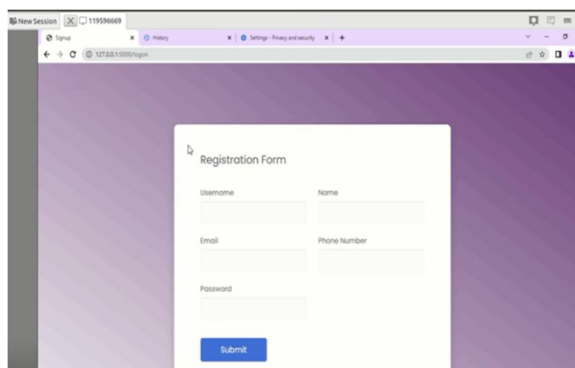 New Session 119596669
Signup History Settings - Privacy and security
127.0.0.1:5000/logon
Registration Form
Username Name
Email Phone Number
Password
Submit